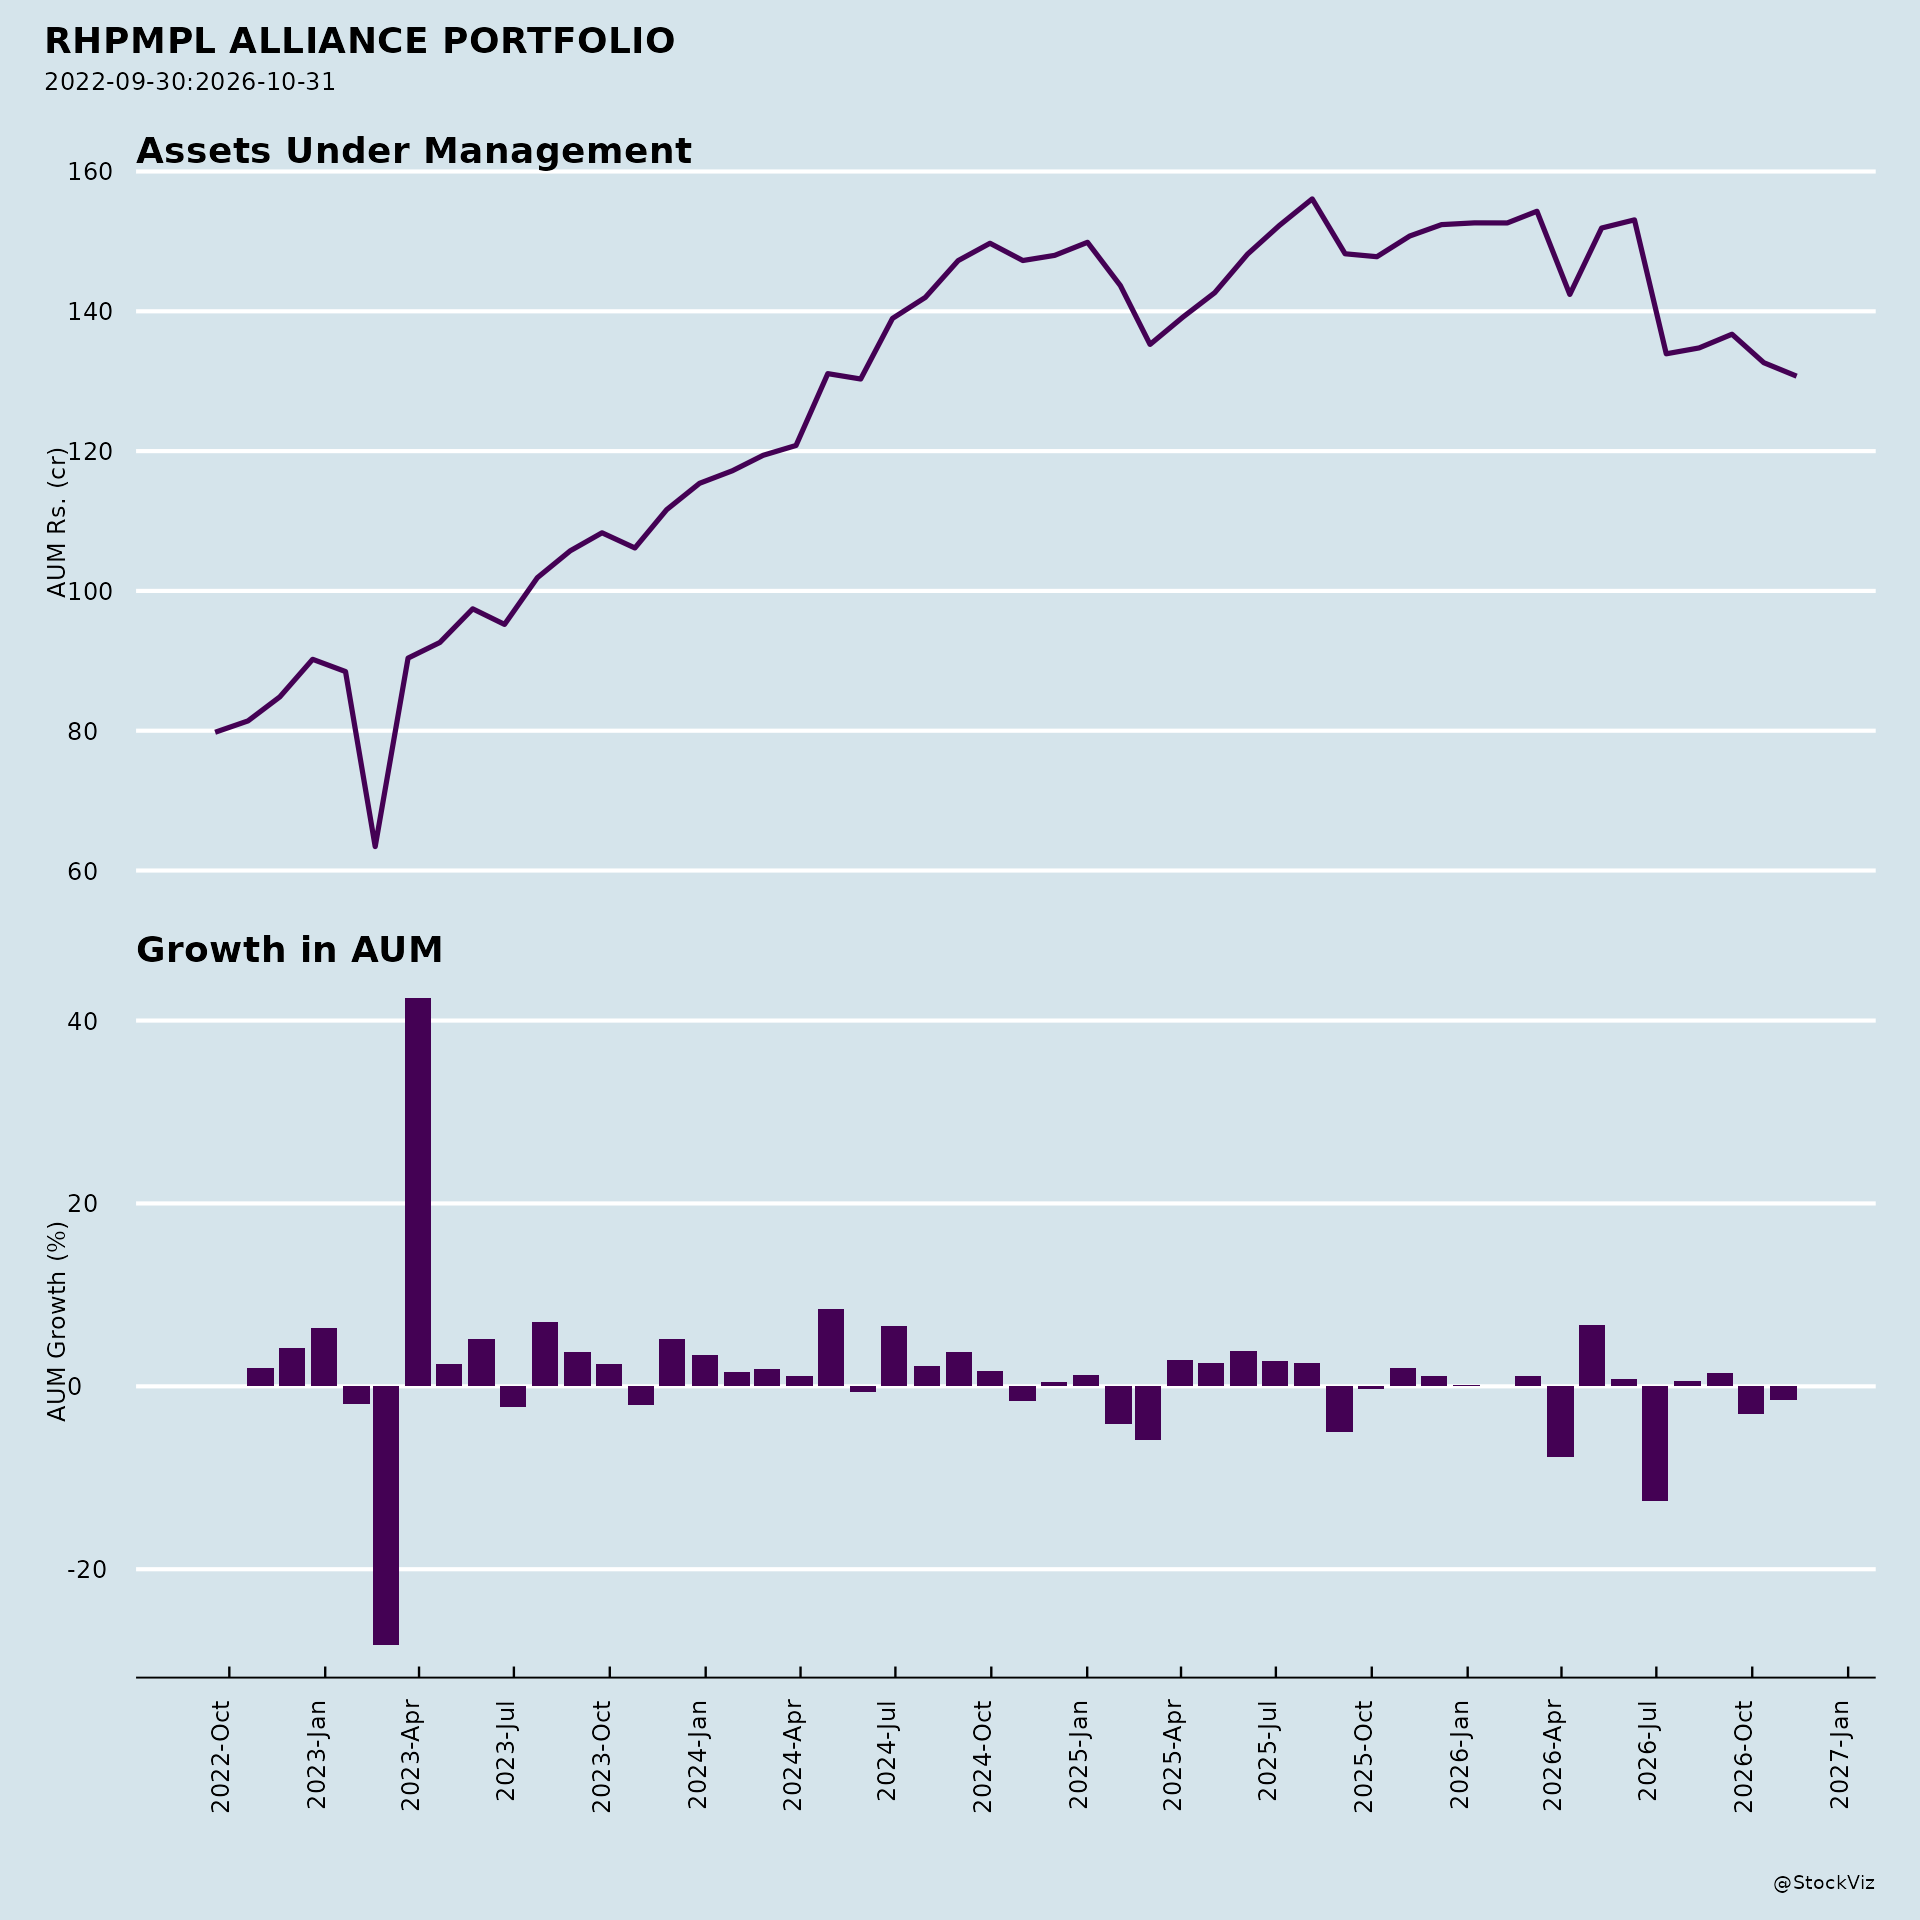 RHPMPL ALLIANCE PORTFOLIO
2022-09-30:2026-10-31
Assets Under Management
160
140
120
100
80
60
AUM Rs. (cr)
Growth in AUM
40
20
0
-20
AUM Growth (%)
2022-Oct
2023-Jan
2023-Apr
2023-Jul
2023-Oct
2024-Jan
2024-Apr
2024-Jul
2024-Oct
2025-Jan
2025-Apr
2025-Jul
2025-Oct
2026-Jan
2026-Apr
2026-Jul
2026-Oct
2027-Jan
@StockViz